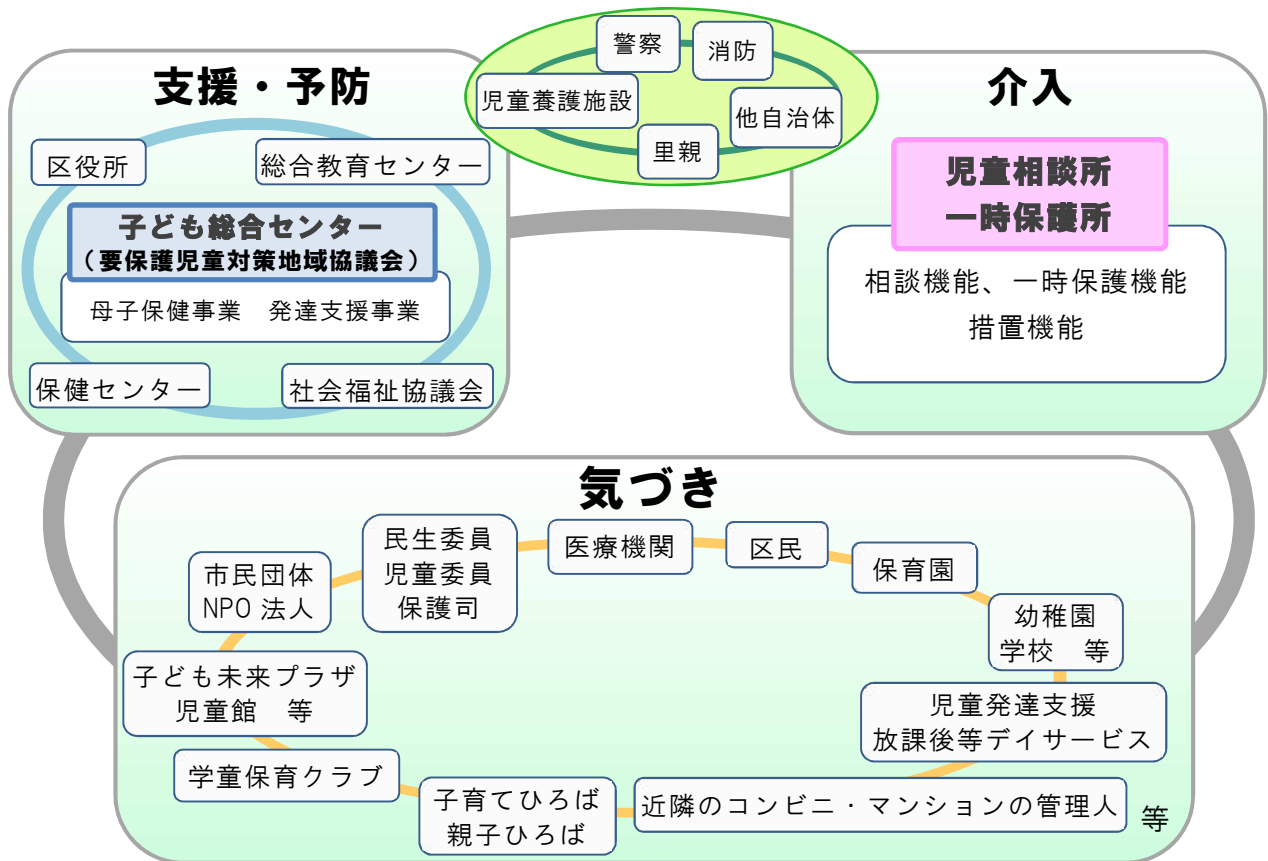 支援・予防
区役所
総合教育センター
子ども総合センター
(要保護児童対策地域協議会)
母子保健事業　発達支援事業
保健センター
社会福祉協議会
警察
消防
児童養護施設
他自治体
里親
介入
児童相談所
一時保護所
相談機能、一時保護機能
措置機能
気づき
市民団体
NPO 法人
民生委員
児童委員
保護司
医療機関
区民
保育園
幼稚園
学校　等
子ども未来プラザ
児童館　等
児童発達支援
放課後等デイサービス
学童保育クラブ
子育てひろば
親子ひろば
近隣のコンビニ・マンションの管理人
等